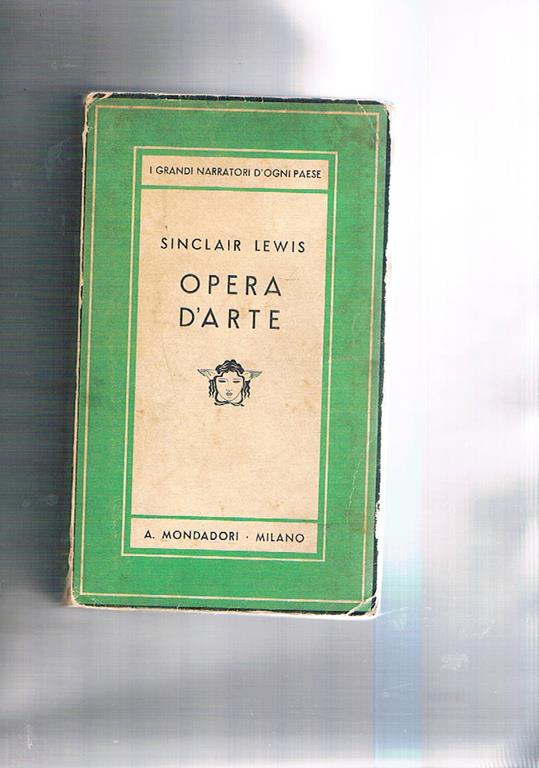 I GRANDI NARRATORI D'OGNI PAESE
SINCLAIR LEWIS
OPERA
D'ARTE
A. MONDADORI · MILANO